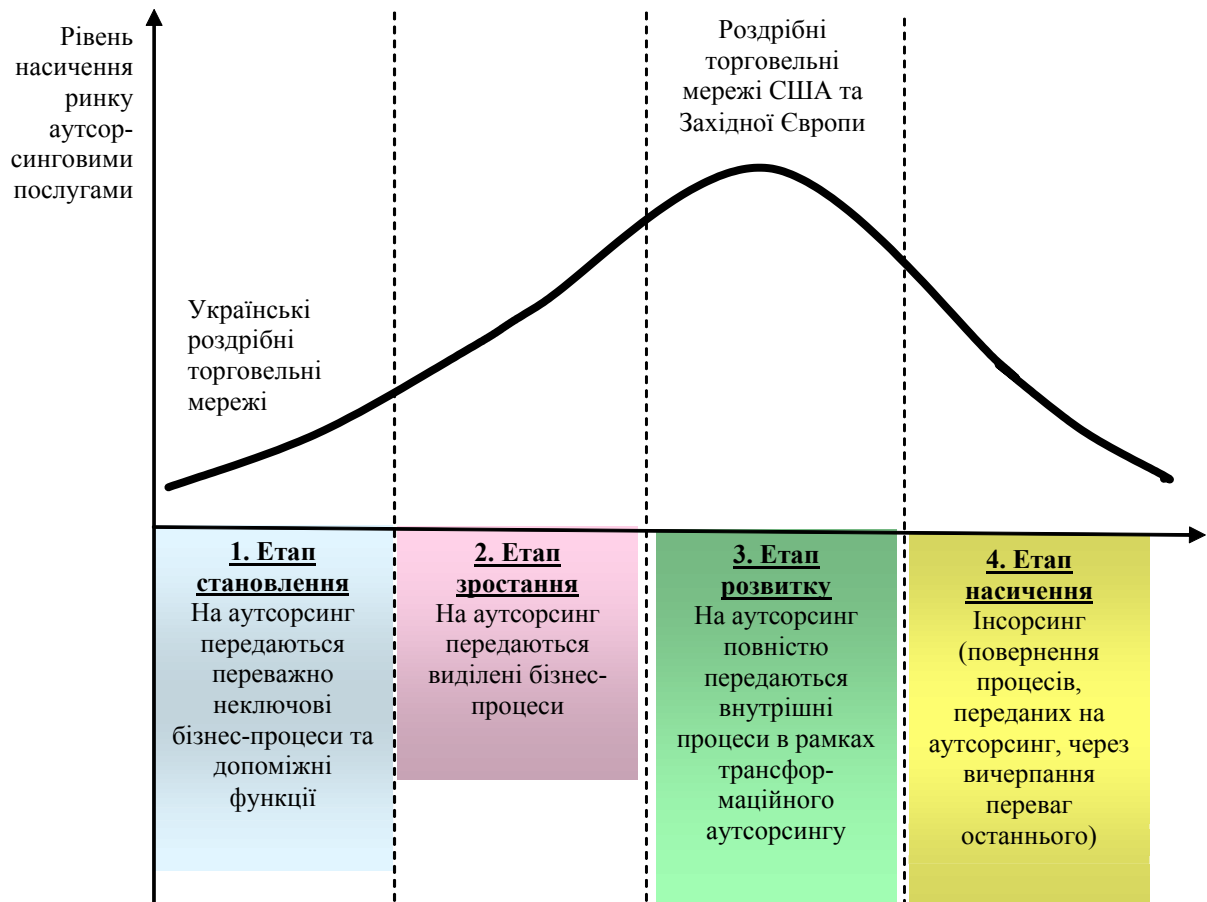 Рівень
насичення
ринку
аутсор-
синговими
послугами
Роздрібні
торговельні
мережі США та
Західної Європи
Українські
роздрібні
торговельні
мережі
1. Етап
становлення
На аутсорсинг
передаються
переважно
неключові
бізнес-процеси та
допоміжні
функції
2. Етап
зростання
На аутсорсинг
передаються
виділені бізнес-
процеси
3. Етап
розвитку
На аутсорсинг
повністю
передаються
внутрішні
процеси в рамках
трансфор-
маційного
аутсорсингу
4. Етап
насичення
Інсорсинг
(повернення
процесів,
переданих на
аутсорсинг, через
вичерпання
переваг
останнього)